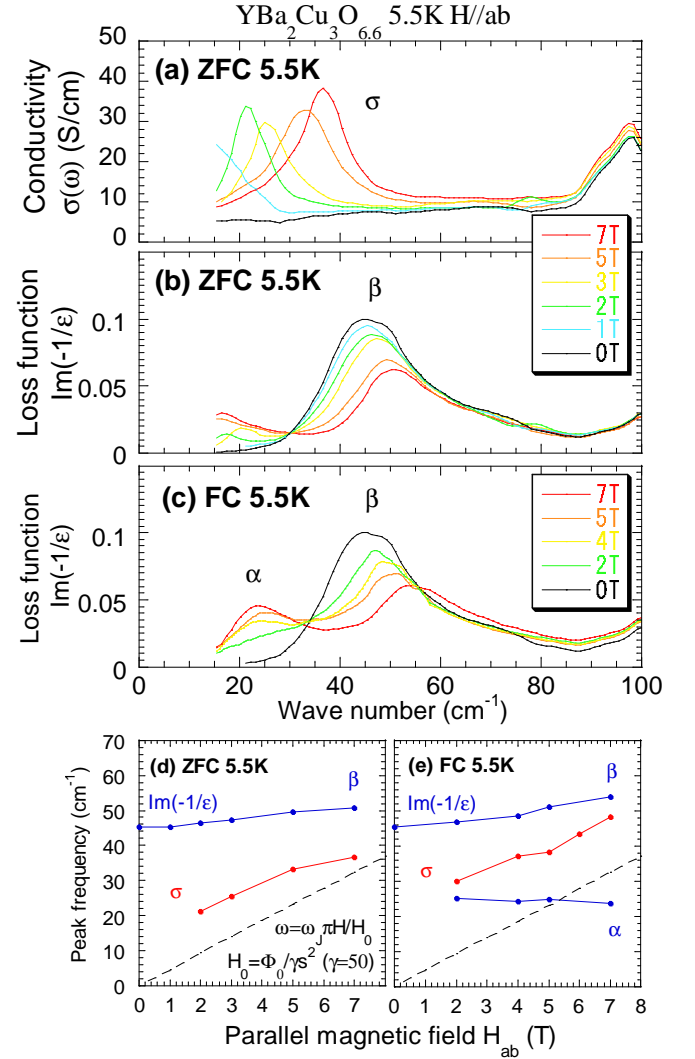 YBa2Cu3O6.6 5.5K H//ab
(a) ZFC 5.5K
σ
Conductivity
σ(ω) (S/cm)
50
40
30
20
10
0
7T
5T
3T
2T
1T
0T
(b) ZFC 5.5K
β
Loss function
Im(-1/ε)
0.1
0.05
0
(c) FC 5.5K
β
α
7T
5T
4T
2T
0T
Loss function
Im(-1/ε)
0.1
0.05
0
0 20 40 60 80 100
Wave number (cm-1)
Peak frequency (cm-1)
70
60
50
40
30
20
10
0
(d) ZFC 5.5K
β
Im(-1/ε)
σ
ω=ωJπH/H0
H0=Φ0/γs2 (γ=50)
0 1 2 3 4 5 6 7
(e) FC 5.5K
β
Im(-1/ε)
σ
α
0 1 2 3 4 5 6 7 8
Parallel magnetic field Hab (T)